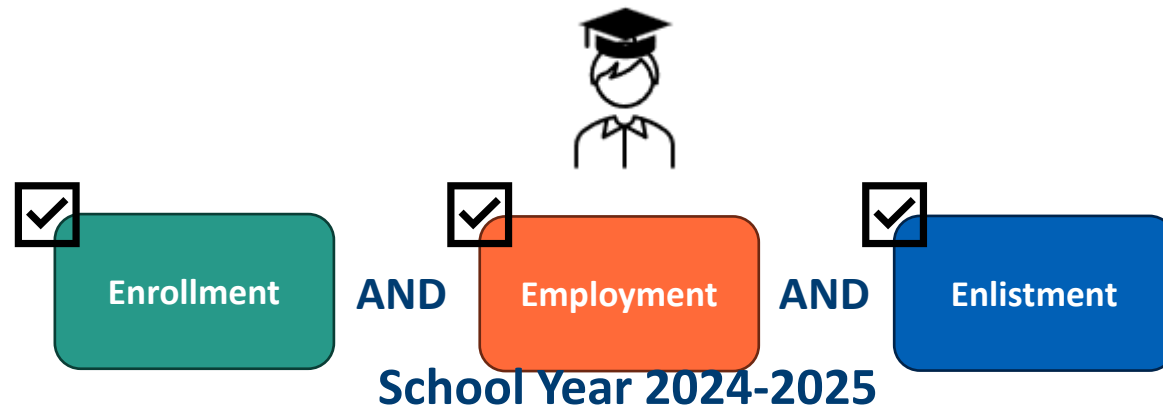 Enrollment AND Employment AND Enlistment
School Year 2024-2025